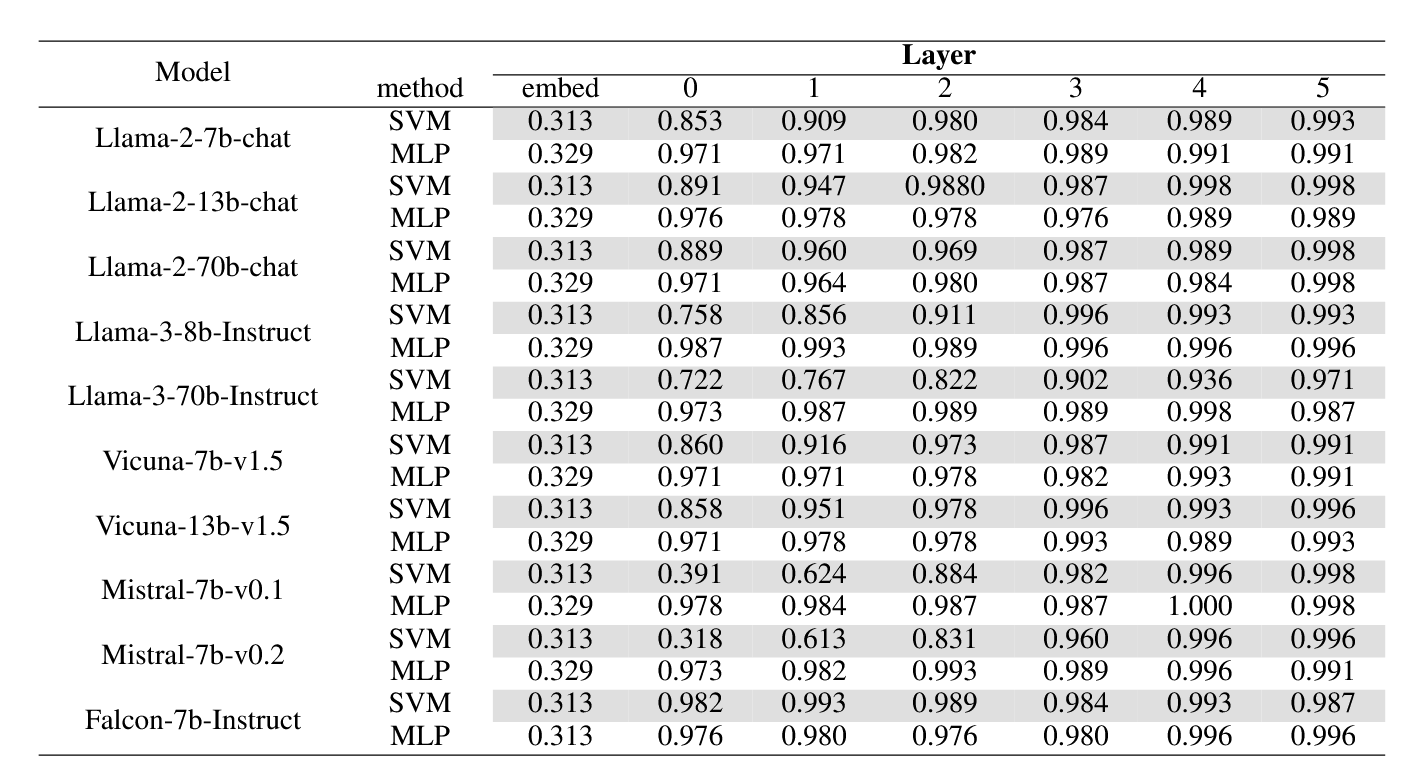 Layer
Model
method embed 0 1 2 3 4 5
Llama-2-7b-chat
SVM 0.313 0.853 0.909 0.980 0.984 0.989 0.993
MLP 0.329 0.971 0.971 0.982 0.989 0.991 0.991
Llama-2-13b-chat
SVM 0.313 0.891 0.947 0.9880 0.987 0.998 0.998
MLP 0.329 0.976 0.978 0.978 0.976 0.989 0.989
Llama-2-70b-chat
SVM 0.313 0.889 0.960 0.969 0.987 0.989 0.998
MLP 0.329 0.971 0.964 0.980 0.987 0.984 0.998
Llama-3-8b-Instruct
SVM 0.313 0.758 0.856 0.911 0.996 0.993 0.993
MLP 0.329 0.987 0.993 0.989 0.996 0.996 0.996
Llama-3-70b-Instruct
SVM 0.313 0.722 0.767 0.822 0.902 0.936 0.971
MLP 0.329 0.973 0.987 0.989 0.989 0.998 0.987
Vicuna-7b-v1.5
SVM 0.313 0.860 0.916 0.973 0.987 0.991 0.991
MLP 0.329 0.971 0.971 0.978 0.982 0.993 0.991
Vicuna-13b-v1.5
SVM 0.313 0.858 0.951 0.978 0.996 0.993 0.996
MLP 0.329 0.971 0.978 0.978 0.993 0.989 0.993
Mistral-7b-v0.1
SVM 0.313 0.391 0.624 0.884 0.982 0.996 0.998
MLP 0.329 0.978 0.984 0.987 0.987 1.000 0.998
Mistral-7b-v0.2
SVM 0.313 0.318 0.613 0.831 0.960 0.996 0.996
MLP 0.329 0.973 0.982 0.993 0.989 0.996 0.991
Falcon-7b-Instruct
SVM 0.313 0.982 0.993 0.989 0.984 0.993 0.987
MLP 0.313 0.976 0.980 0.976 0.980 0.996 0.996